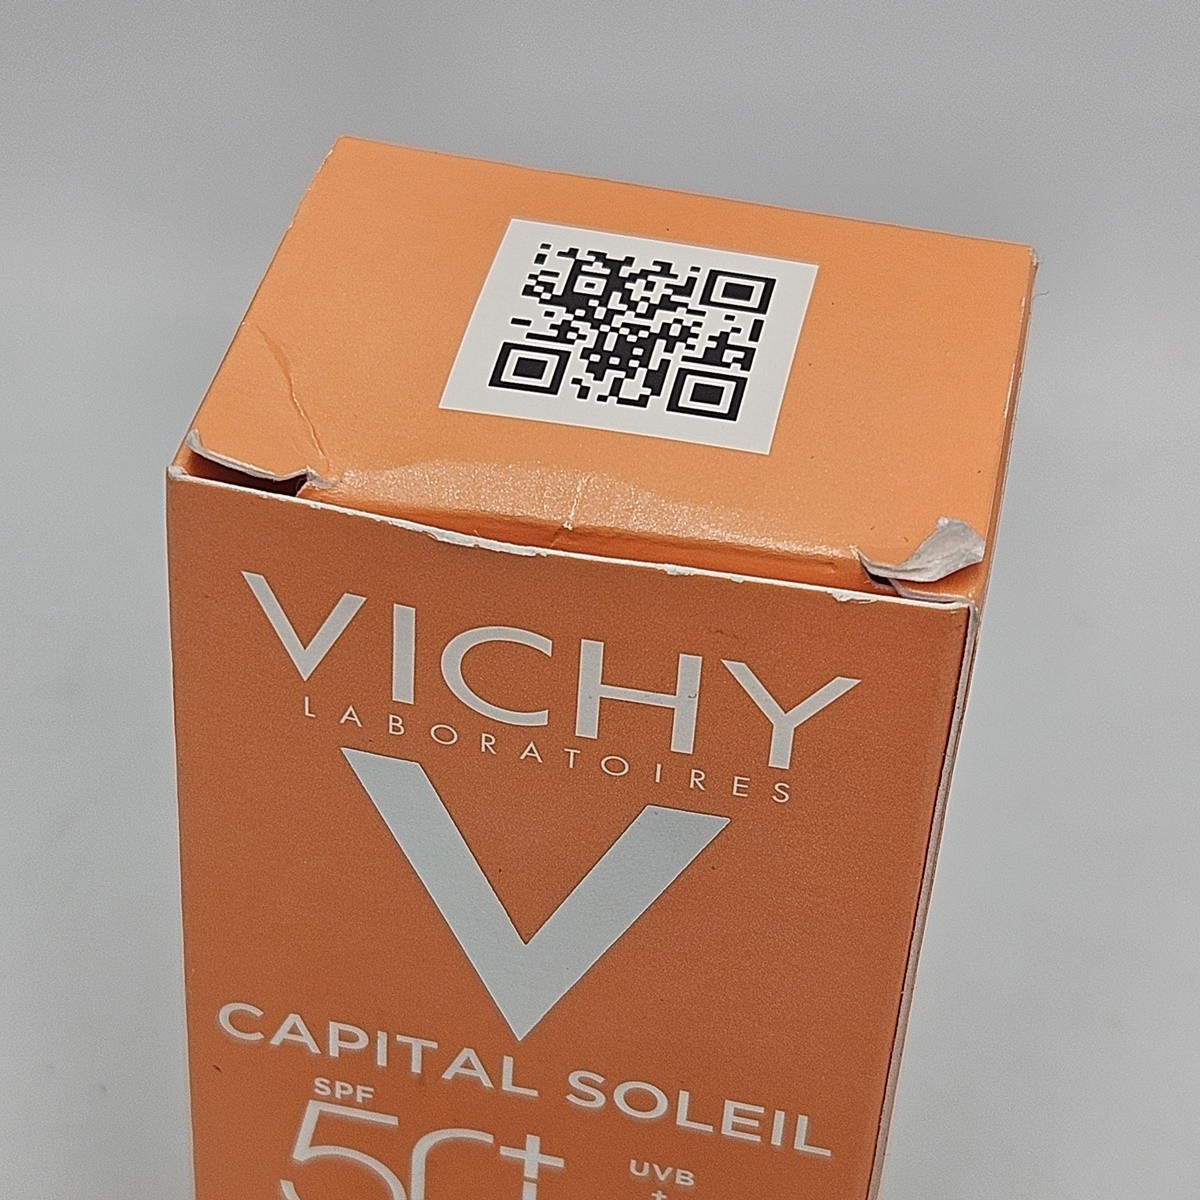 VICHY
LABORATOIRES
CAPITAL SOLEIL
SPF
50+
UVB
+